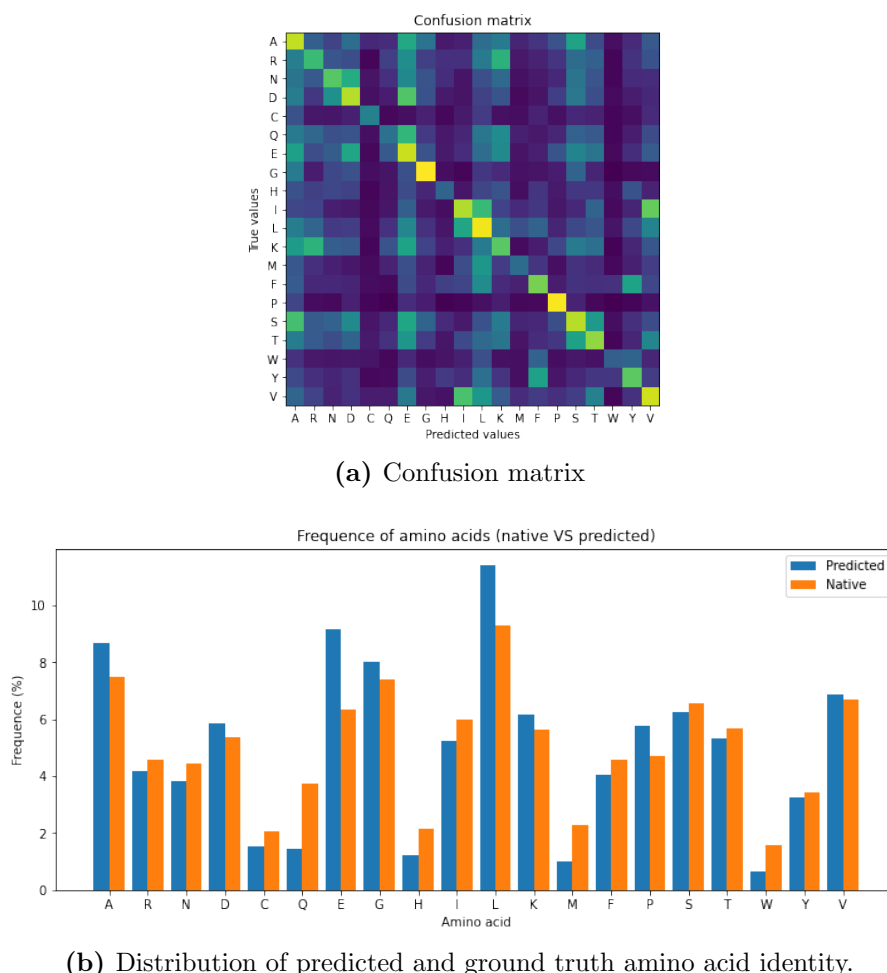 Confusion matrix
True values
A
R
N
D
C
Q
E
G
H
I
L
K
M
F
P
S
T
W
Y
V
A R N D C Q E G H I L K M F P S T W Y V
Predicted values
(a) Confusion matrix
Frequence of amino acids (native VS predicted)
Predicted
Native
Frequence (%)
10
8
6
4
2
0
A R N D C Q E G H I L K M F P S T W Y V
Amino acid
(b) Distribution of predicted and ground truth amino acid identity.